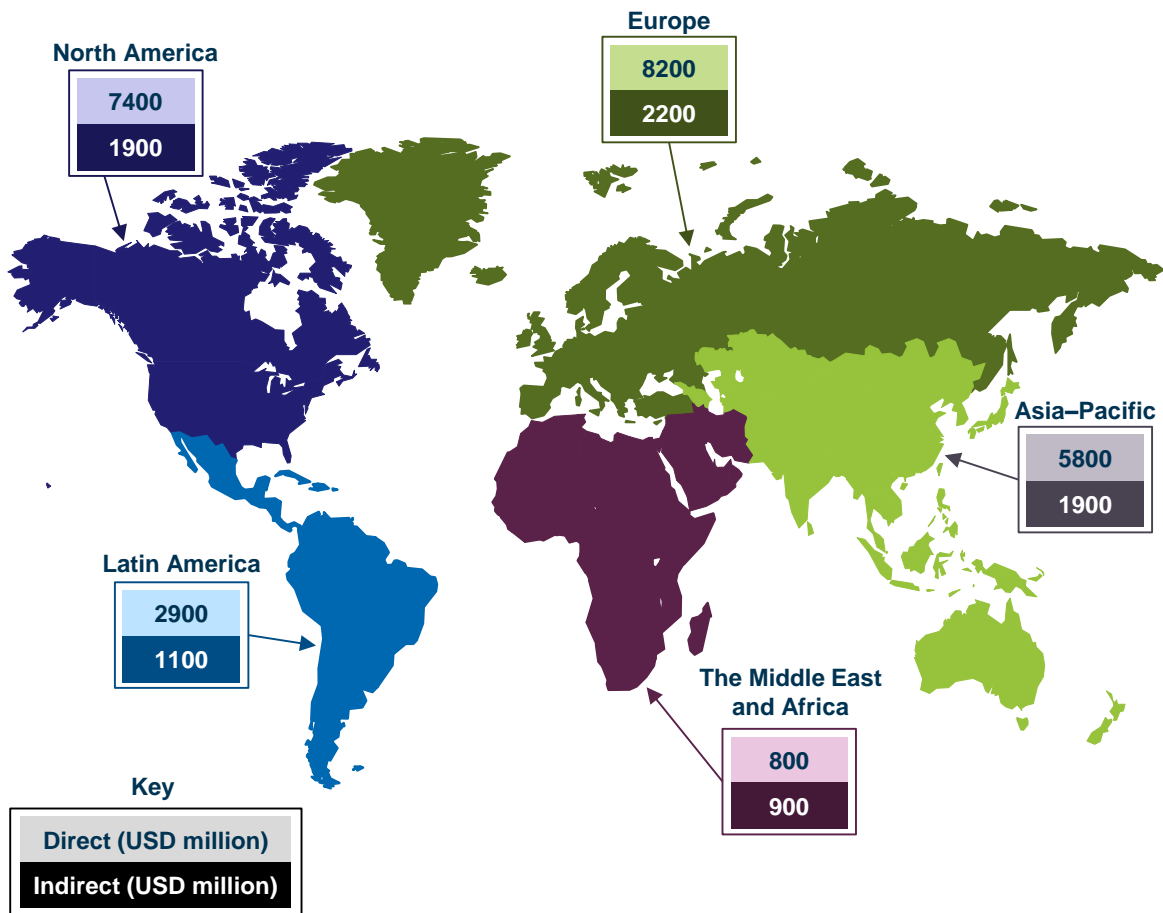 Europe
8200
2200
North America
7400
1900
Asia–Pacific
5800
1900
Latin America
2900
1100
The Middle East
and Africa
800
900
Key
Direct (USD million)
Indirect (USD million)